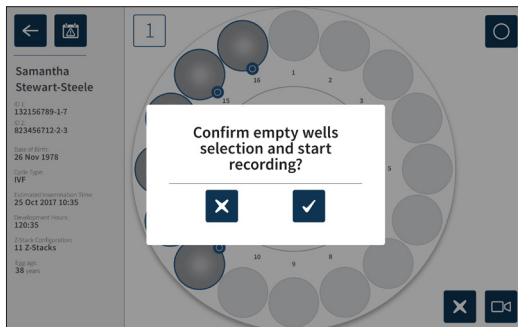 1
Samantha
Stewart-Steele
ID 1:
132156789-1-7
ID 2:
823456712-2-3
Date of Birth:
26 Nov 1978
Cycle Type:
IVF
Estimated Insemination Time:
25 Oct 2017 10:35
Development Hours:
120:35
Z-Stack Configuration:
11 Z-Stacks
Egg age:
38 years
16
1
2
15
3
Confirm empty wells
selection and start
recording?
5
10
9
8